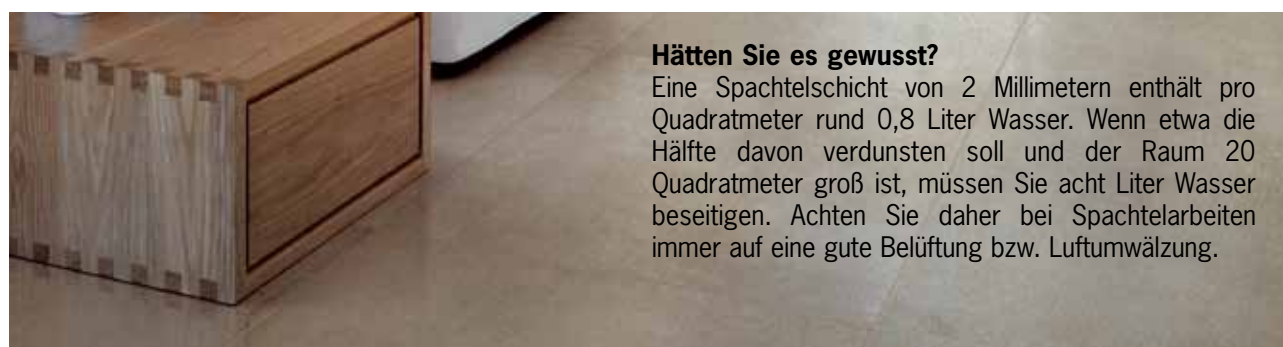 Hätten Sie es gewusst?
Eine Spachtelschicht von 2 Millimetern enthält pro
Quadratmeter rund 0,8 Liter Wasser. Wenn etwa die
Hälfte davon verdunsten soll und der Raum 20
Quadratmeter groß ist, müssen Sie acht Liter Wasser
beseitigen. Achten Sie daher bei Spachtelarbeiten
immer auf eine gute Belüftung bzw. Luftumwälzung.